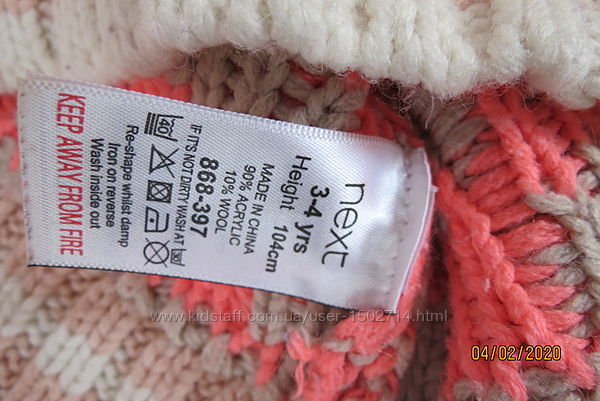 next
3-4 yrs
Height 104cm
MADE IN CHINA
90% ACRYLIC
10% WOOL
868-397
IF IT'S NOT DIRTY WASH AT
40
Re-shape whilst damp
Iron on reverse
Wash inside out
KEEP AWAY FROM FIRE
www.kidstaff.com.ua/user-1502714.html
04/02/2020